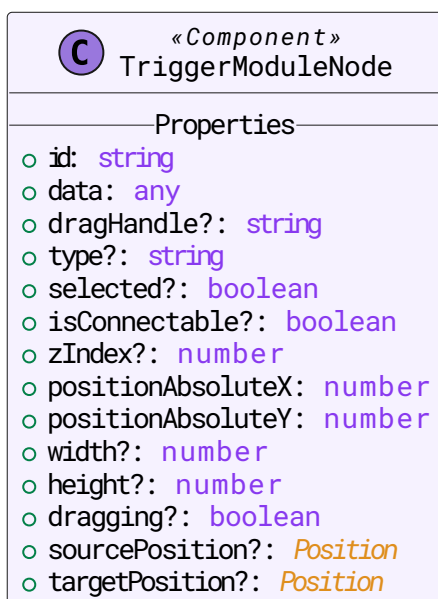 C
«Component»
TriggerModuleNode
Properties
id: string
data: any
dragHandle?: string
type?: string
selected?: boolean
isConnectable?: boolean
zIndex?: number
positionAbsoluteX: number
positionAbsoluteY: number
width?: number
height?: number
dragging?: boolean
sourcePosition?: Position
targetPosition?: Position